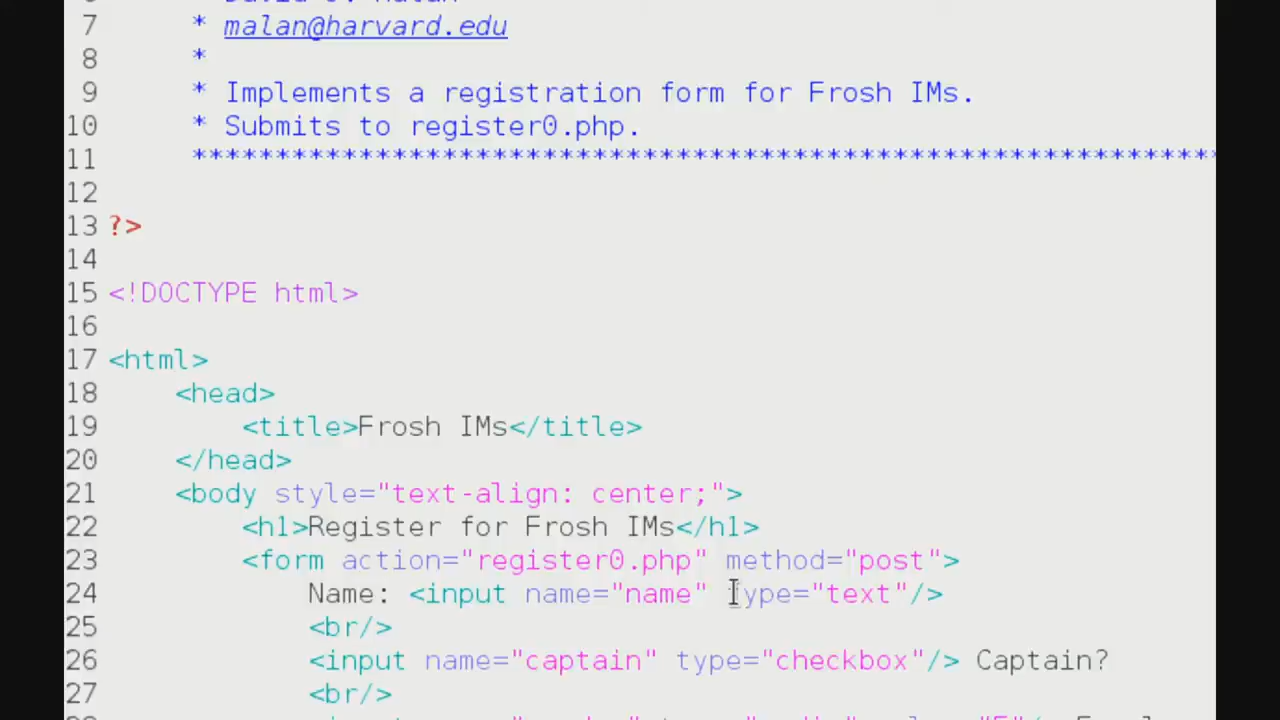 7 * malan@harvard.edu
8 *
9 * Implements a registration form for Frosh IMs.
10 * Submits to register0.php.
11 *************************************************************
12
13 ?>
14
15 <!DOCTYPE html>
16
17 <html>
18 <head>
19 <title>Frosh IMs</title>
20 </head>
21 <body style="text-align: center;">
22 <h1>Register for Frosh IMs</h1>
23 <form action="register0.php" method="post">
24 Name: <input name="name" type="text"/>
25 <br/>
26 <input name="captain" type="checkbox"/> Captain?
27 <br/>